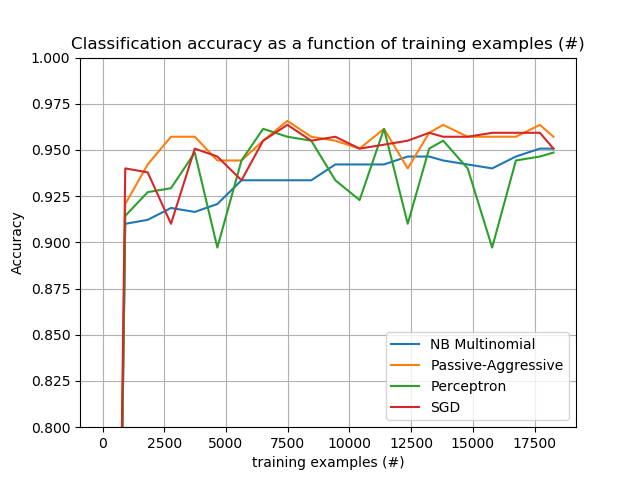 Classification accuracy as a function of training examples (#)
1.000
0.975
0.950
0.925
0.900
0.875
0.850
0.825
0.800
Accuracy
NB Multinomial
Passive-Aggressive
Perceptron
SGD
0 2500 5000 7500 10000 12500 15000 17500
training examples (#)